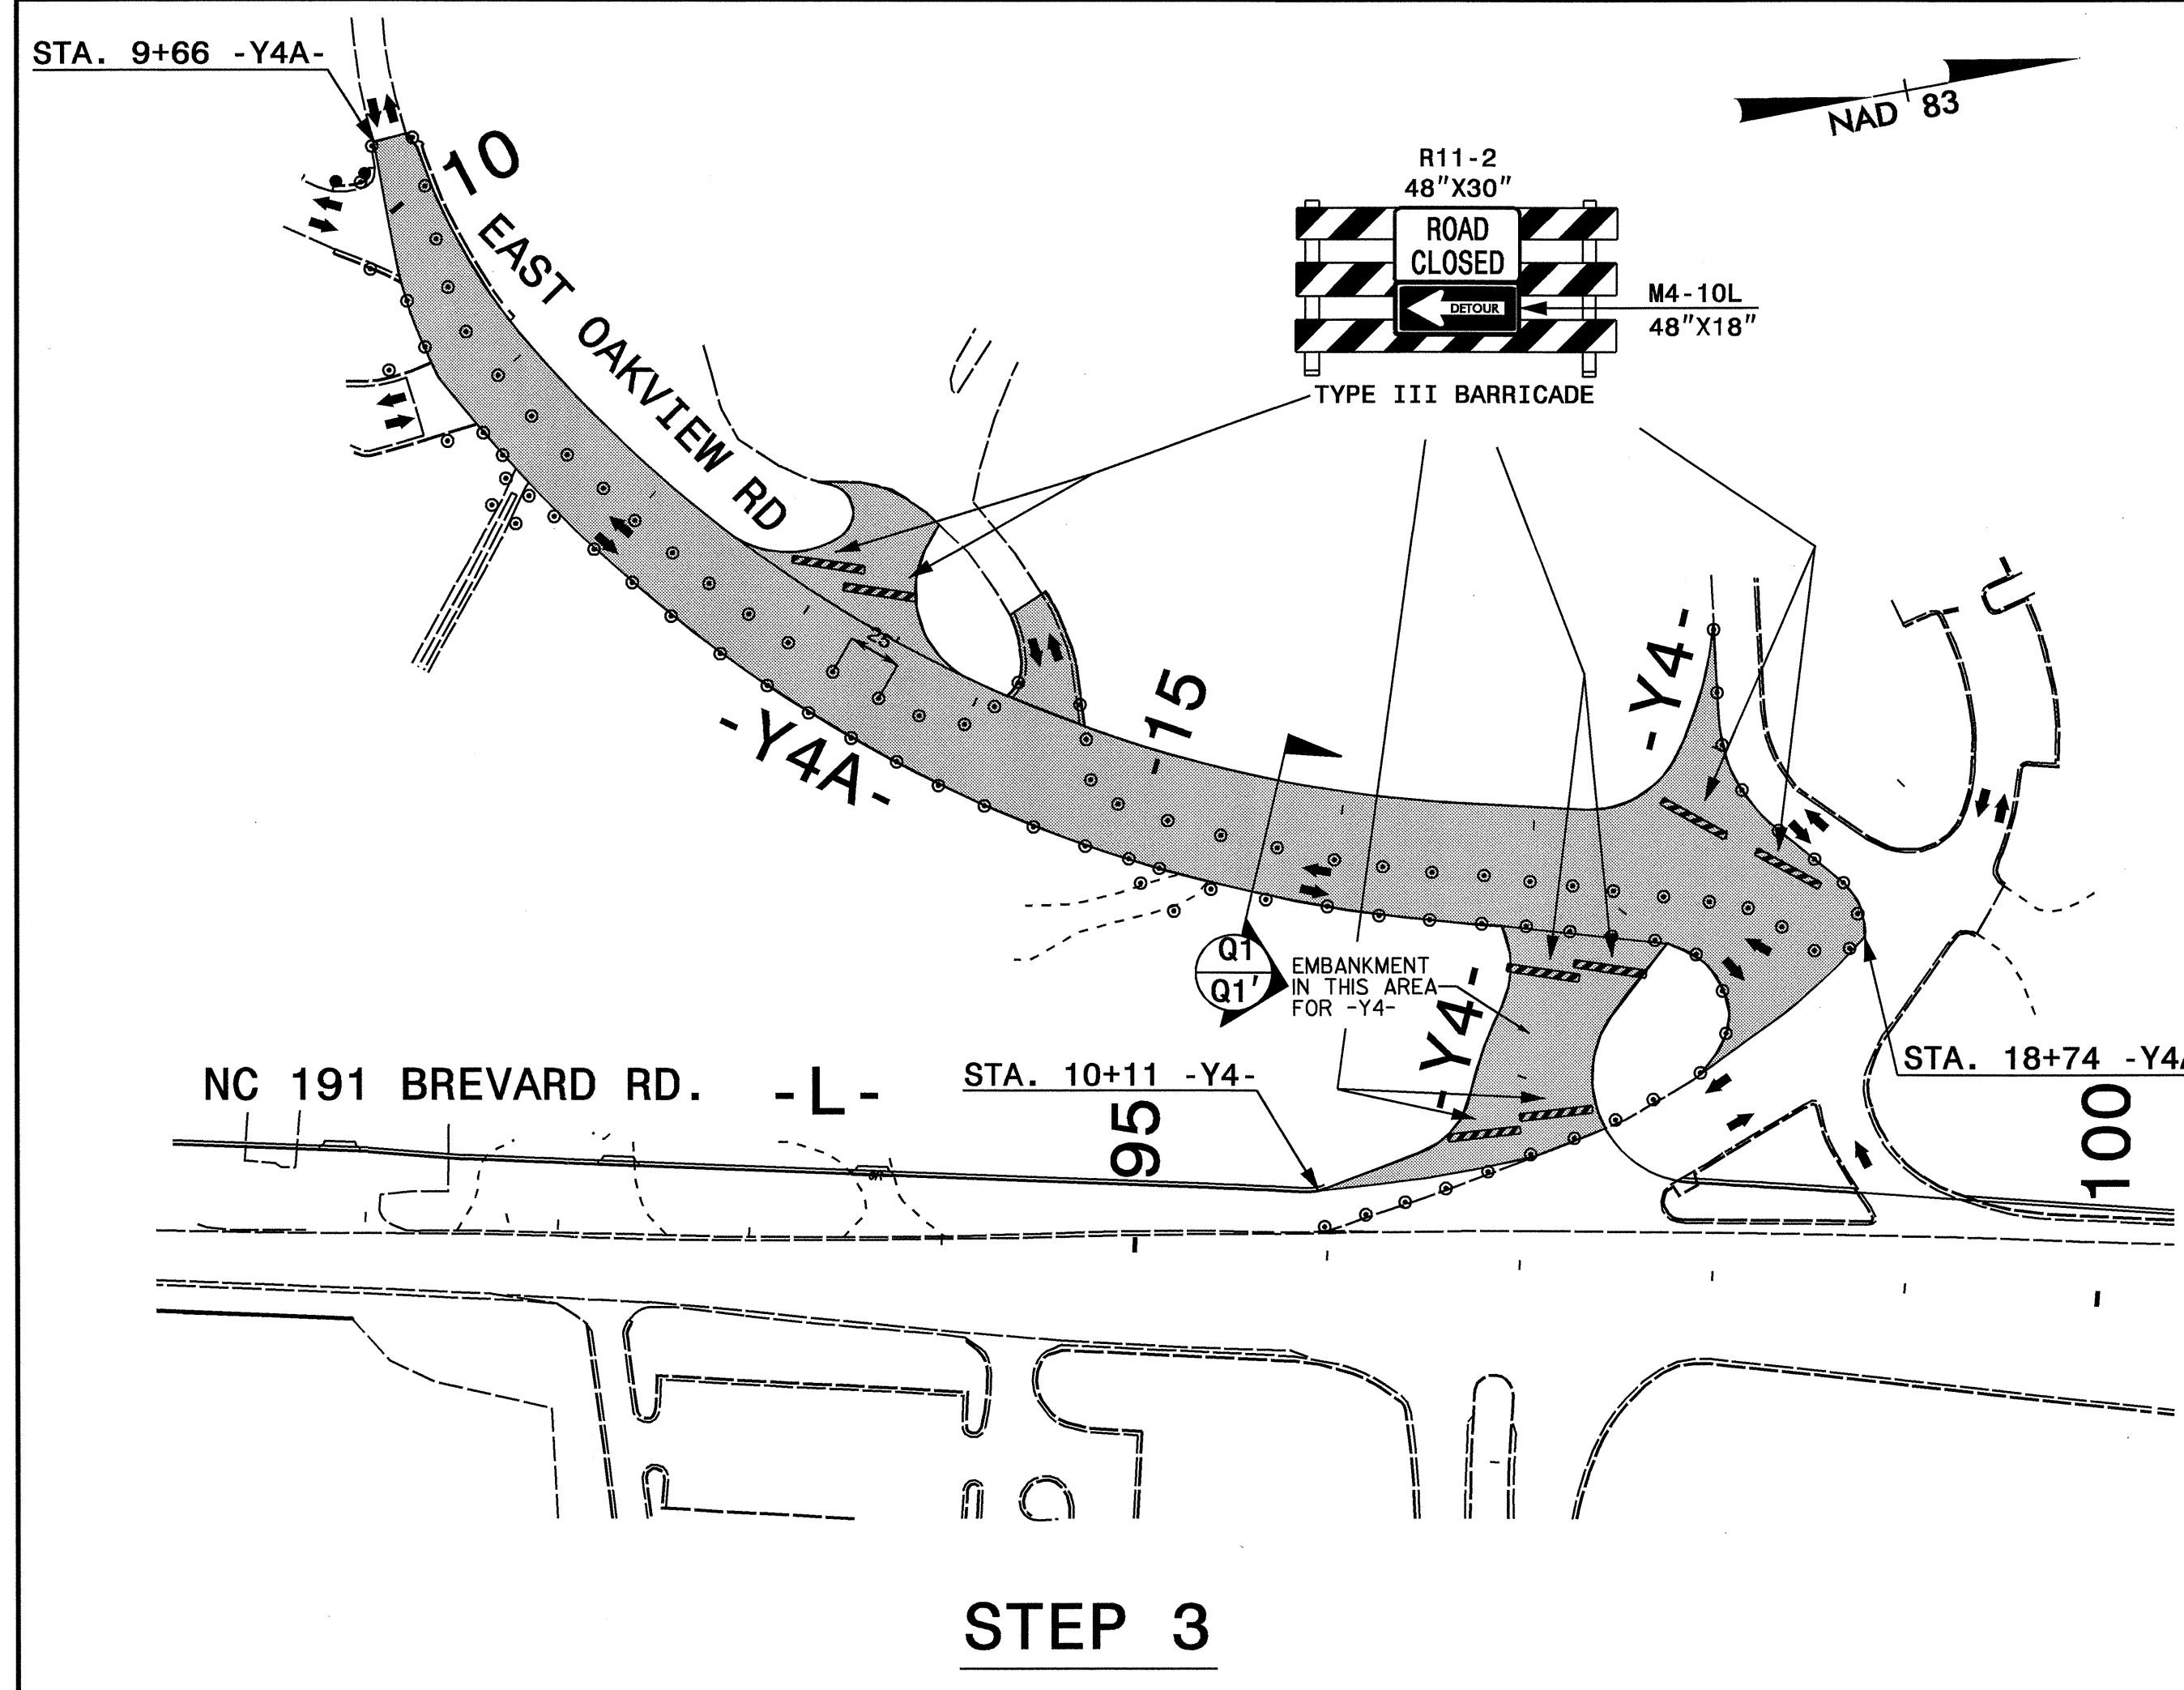 STA. 9+66 -Y4A-
NAD 83
10
EAST OAKVIEW RD
R11-2
48"X30"
ROAD
CLOSED
DETOUR
M4-10L
48"X18"
TYPE III BARRICADE
25'
-Y4A-
15
-Y4-
Q1
Q1'
EMBANKMENT
IN THIS AREA
FOR -Y4-
-Y4-
STA. 18+74 -Y4A
NC 191 BREVARD RD. -L-
STA. 10+11 -Y4-
95
100
STEP 3